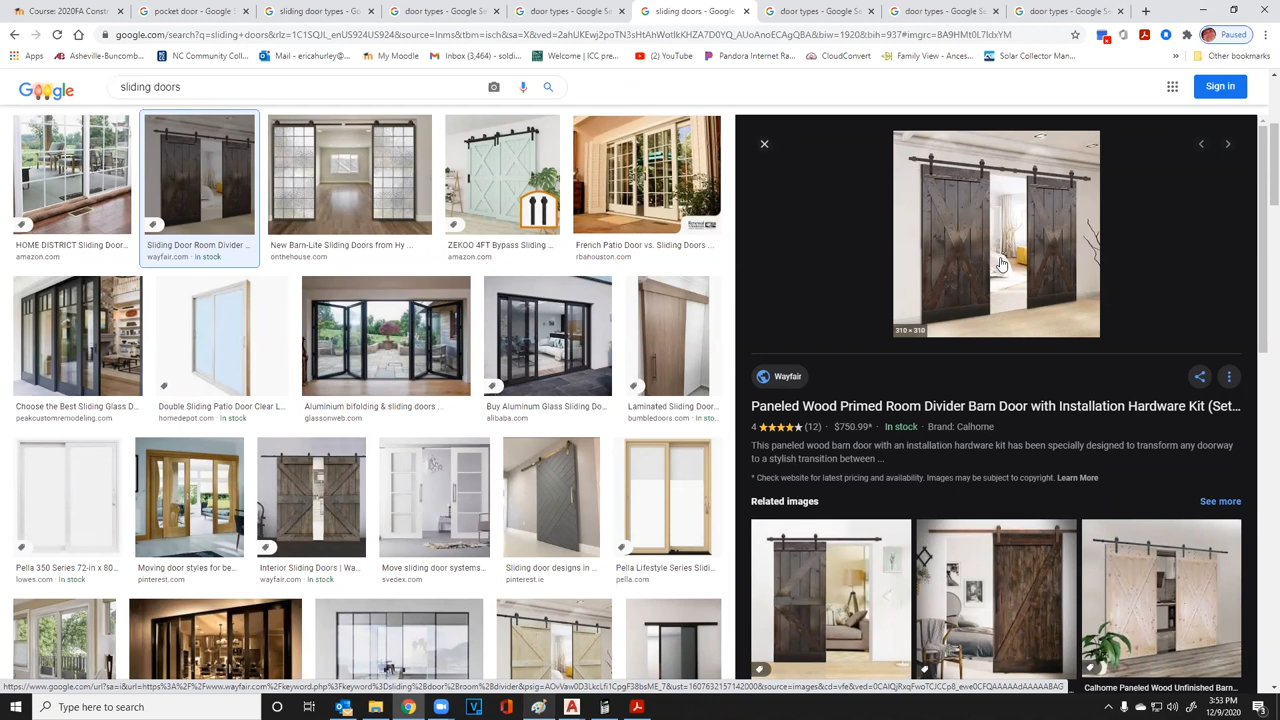 Course: 2020FA Constr
pocket door - Google S
sliding doors - Go
door types - Goog
door types - Goog
sliding doors - Google
door types - Google Se
door types - Google Se
door types - Google Se
google.com/search?q=sliding+doors&rlz=1C1SQJL_enUS924US924&source=lnms&tbm=isch&sa=X&ved=2ahUKEwj2poTN3sHtAhWotlkKHZA7D0YQ_AUoAnoECAgQBA&biw=1920&bih=937#imgrc=BA9HMt0L7IdxYM
Paused
Apps
Asheville-Buncomb...
NC Community Coll...
Mail - ericahurley@...
My Moodle
Inbox (3,464) - soldi...
Welcome | ICC pre...
(2) YouTube
Pandora Internet Ra...
CloudConvert
Family View - Ances...
Solar Collector Man...
Other bookmarks
Google
sliding doors
Sign in
HOME DISTRICT Sliding Door...
amazon.com
Sliding Door Room Divider ...
wayfair.com · In stock
New Barn-Lite Sliding Doors from Hy ...
onthehouse.com
ZEKOO 4FT Bypass Sliding ...
amazon.com
French Patio Door vs. Sliding Doors ...
rbahouston.com
Choose the Best Sliding Glass D...
peakcustomremodeling.com
Double Sliding Patio Door Clear L...
homedepot.com · In stock
Aluminium bifolding & sliding doors ...
glassonweb.com
Buy Aluminum Glass Sliding Do...
alibaba.com
Laminated Sliding Door...
bumbledoors.com · In sto...
Pella 350 Series 72-in x 80...
lowes.com · In stock
Moving door styles for be...
pinterest.com
Interior Sliding Doors | Wa...
wayfair.com · In stock
Move sliding door systems...
svedex.com
Sliding door designs in ...
pinterest.ie
Pella Lifestyle Series Slidi...
pella.com
310 × 310
Wayfair
Paneled Wood Primed Room Divider Barn Door with Installation Hardware Kit (Set...
4 ★★★★★ (12) · $750.99* · In stock · Brand: Calhome
This paneled wood barn door with an installation hardware kit has been specially designed to transform any doorway
to a stylish transition between ...
* Check website for latest pricing and availability. Images may be subject to copyright. Learn More
Related images
See more
Calhome Paneled Wood Unfinished Barn...
Type here to search
3:53 PM
12/9/2020